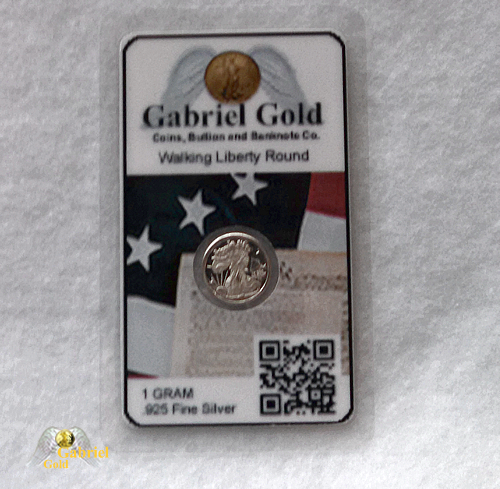 Gabriel Gold
Coins, Bullion and Banknote Co.
Walking Liberty Round
1 GRAM
.925 Fine Silver
Gabriel
Gold